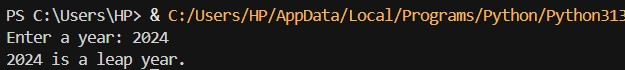 PS C:\Users\HP> & C:/Users/HP/AppData/Local/Programs/Python/Python313
Enter a year: 2024
2024 is a leap year.